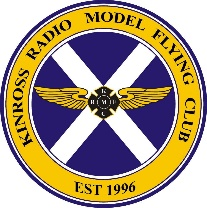 KINROSS RADIO MODEL FLYING CLUB
K
R M F
C
EST 1996